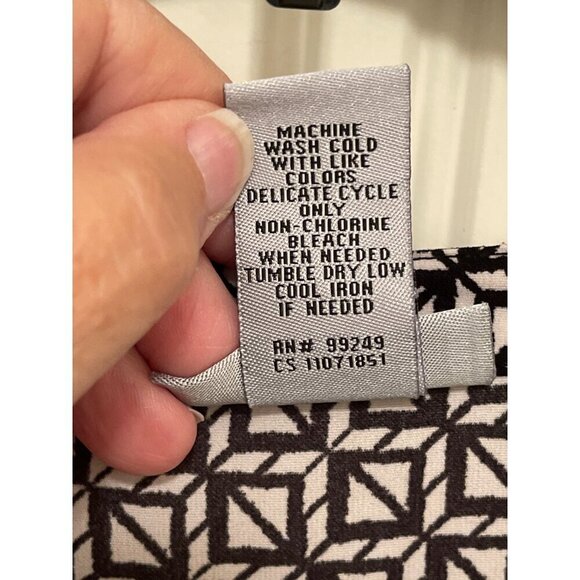 MACHINE
WASH COLD
WITH LIKE
COLORS
DELICATE CYCLE
ONLY
NON-CHLORINE
BLEACH
WHEN NEEDED
TUMBLE DRY LOW
COOL IRON
IF NEEDED
RN# 99249
CS 11071851